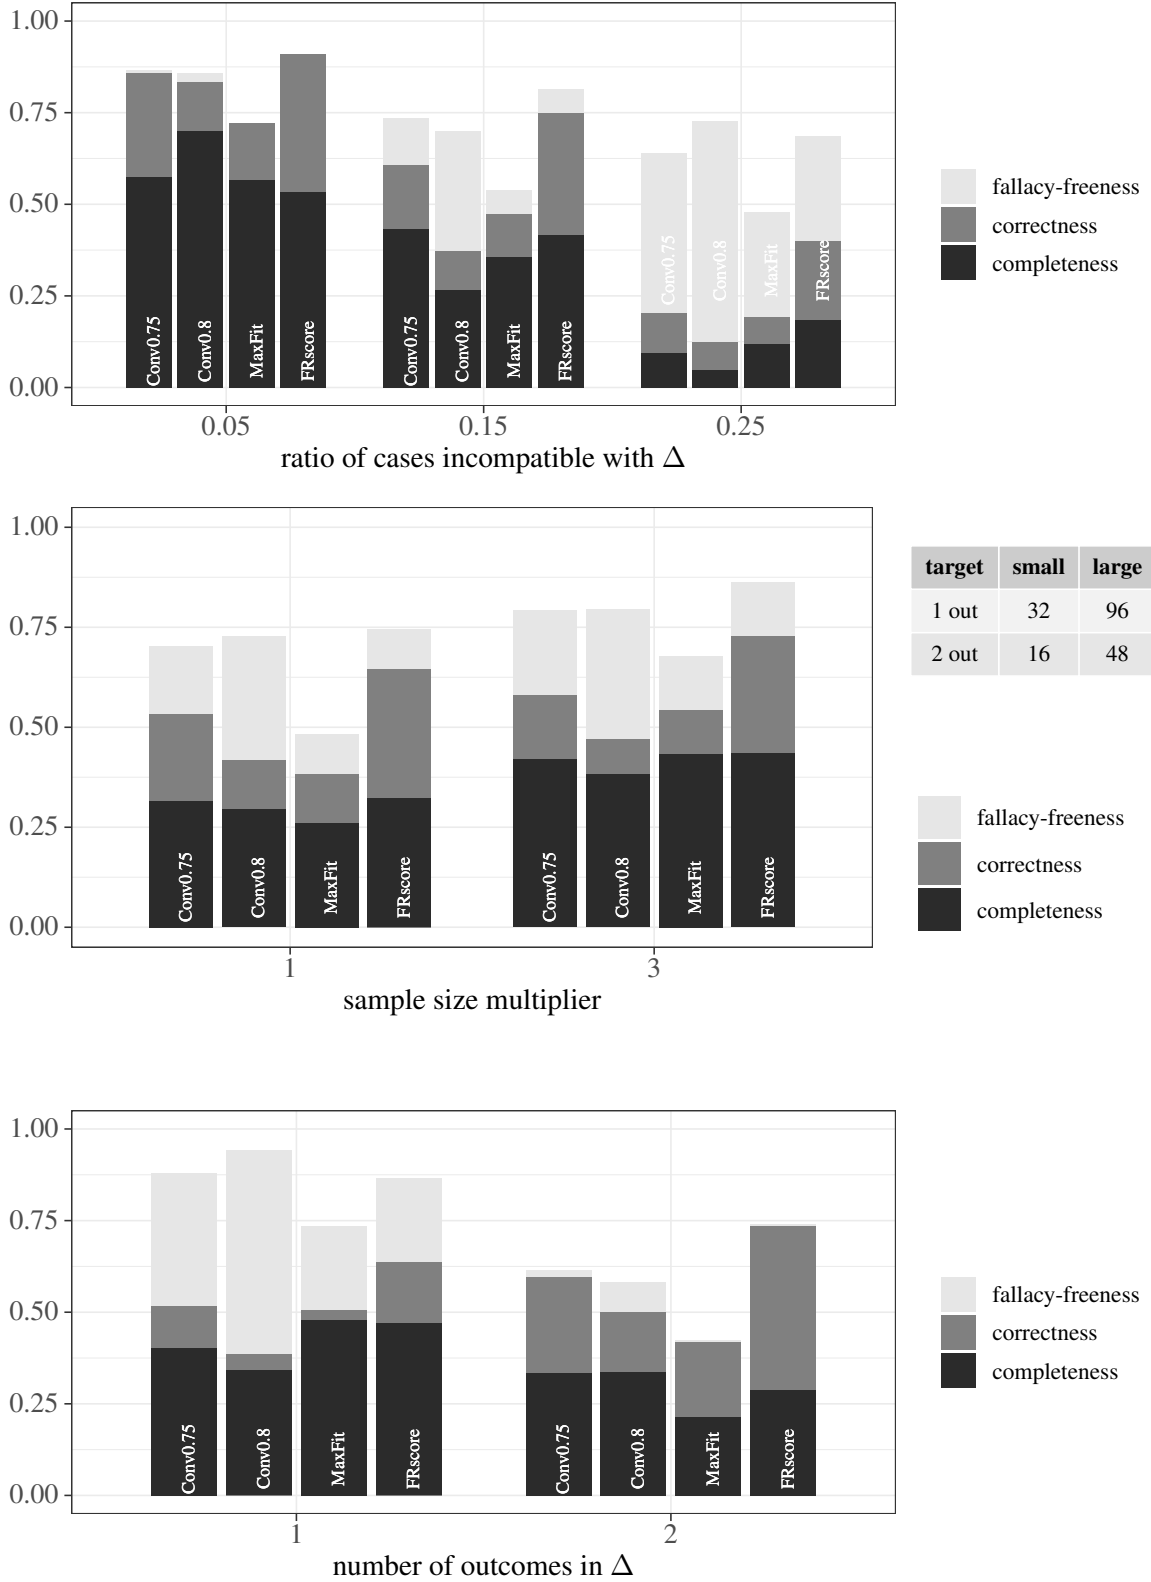 1.00
0.75
0.50
0.25
0.00
Conv0.75
Conv0.8
MaxFit
FRscore
Conv0.75
Conv0.8
MaxFit
FRscore
Conv0.75
Conv0.8
MaxFit
FRscore
0.05
0.15
0.25
ratio of cases incompatible with Δ
fallacy-freeness
correctness
completeness
1.00
0.75
0.50
0.25
0.00
Conv0.75
Conv0.8
MaxFit
FRscore
Conv0.75
Conv0.8
MaxFit
FRscore
1
3
sample size multiplier
target small large
1 out 32 96
2 out 16 48
fallacy-freeness
correctness
completeness
1.00
0.75
0.50
0.25
0.00
Conv0.75
Conv0.8
MaxFit
FRscore
Conv0.75
Conv0.8
MaxFit
FRscore
1
2
number of outcomes in Δ
fallacy-freeness
correctness
completeness